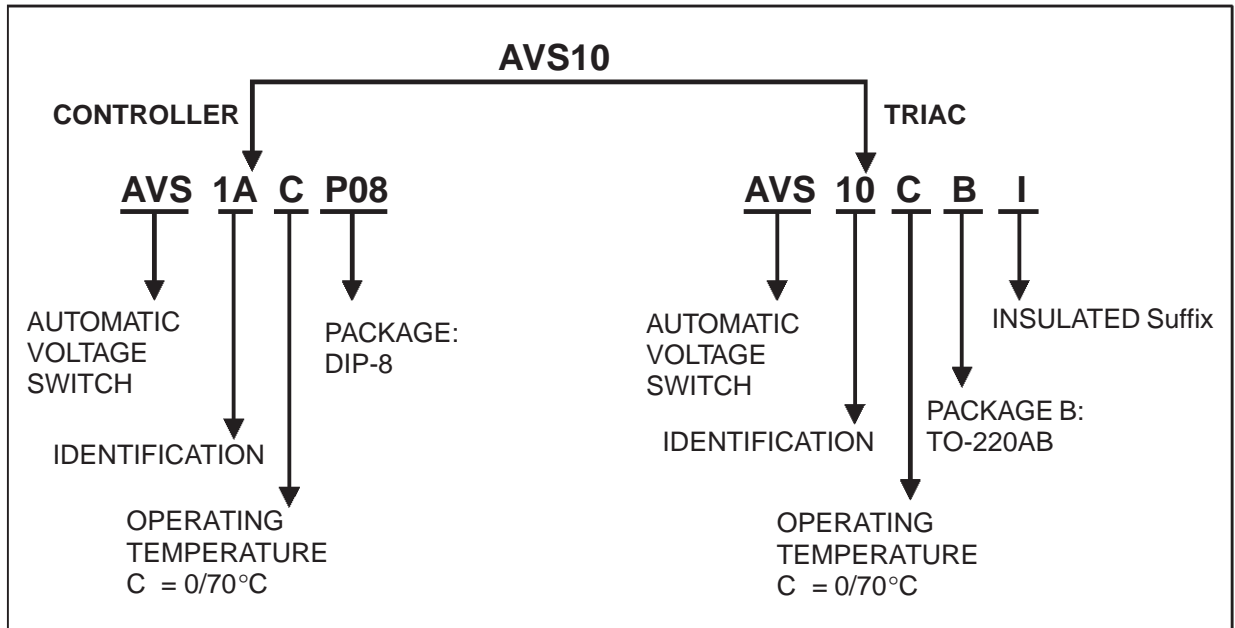 AVS10
CONTROLLER
TRIAC
AVS 1A C P08
AVS 10 C B I
AUTOMATIC
VOLTAGE
SWITCH
PACKAGE:
DIP-8
IDENTIFICATION
OPERATING
TEMPERATURE
C = 0/70°C
AUTOMATIC
VOLTAGE
SWITCH
INSULATED Suffix
PACKAGE B:
TO-220AB
IDENTIFICATION
OPERATING
TEMPERATURE
C = 0/70°C